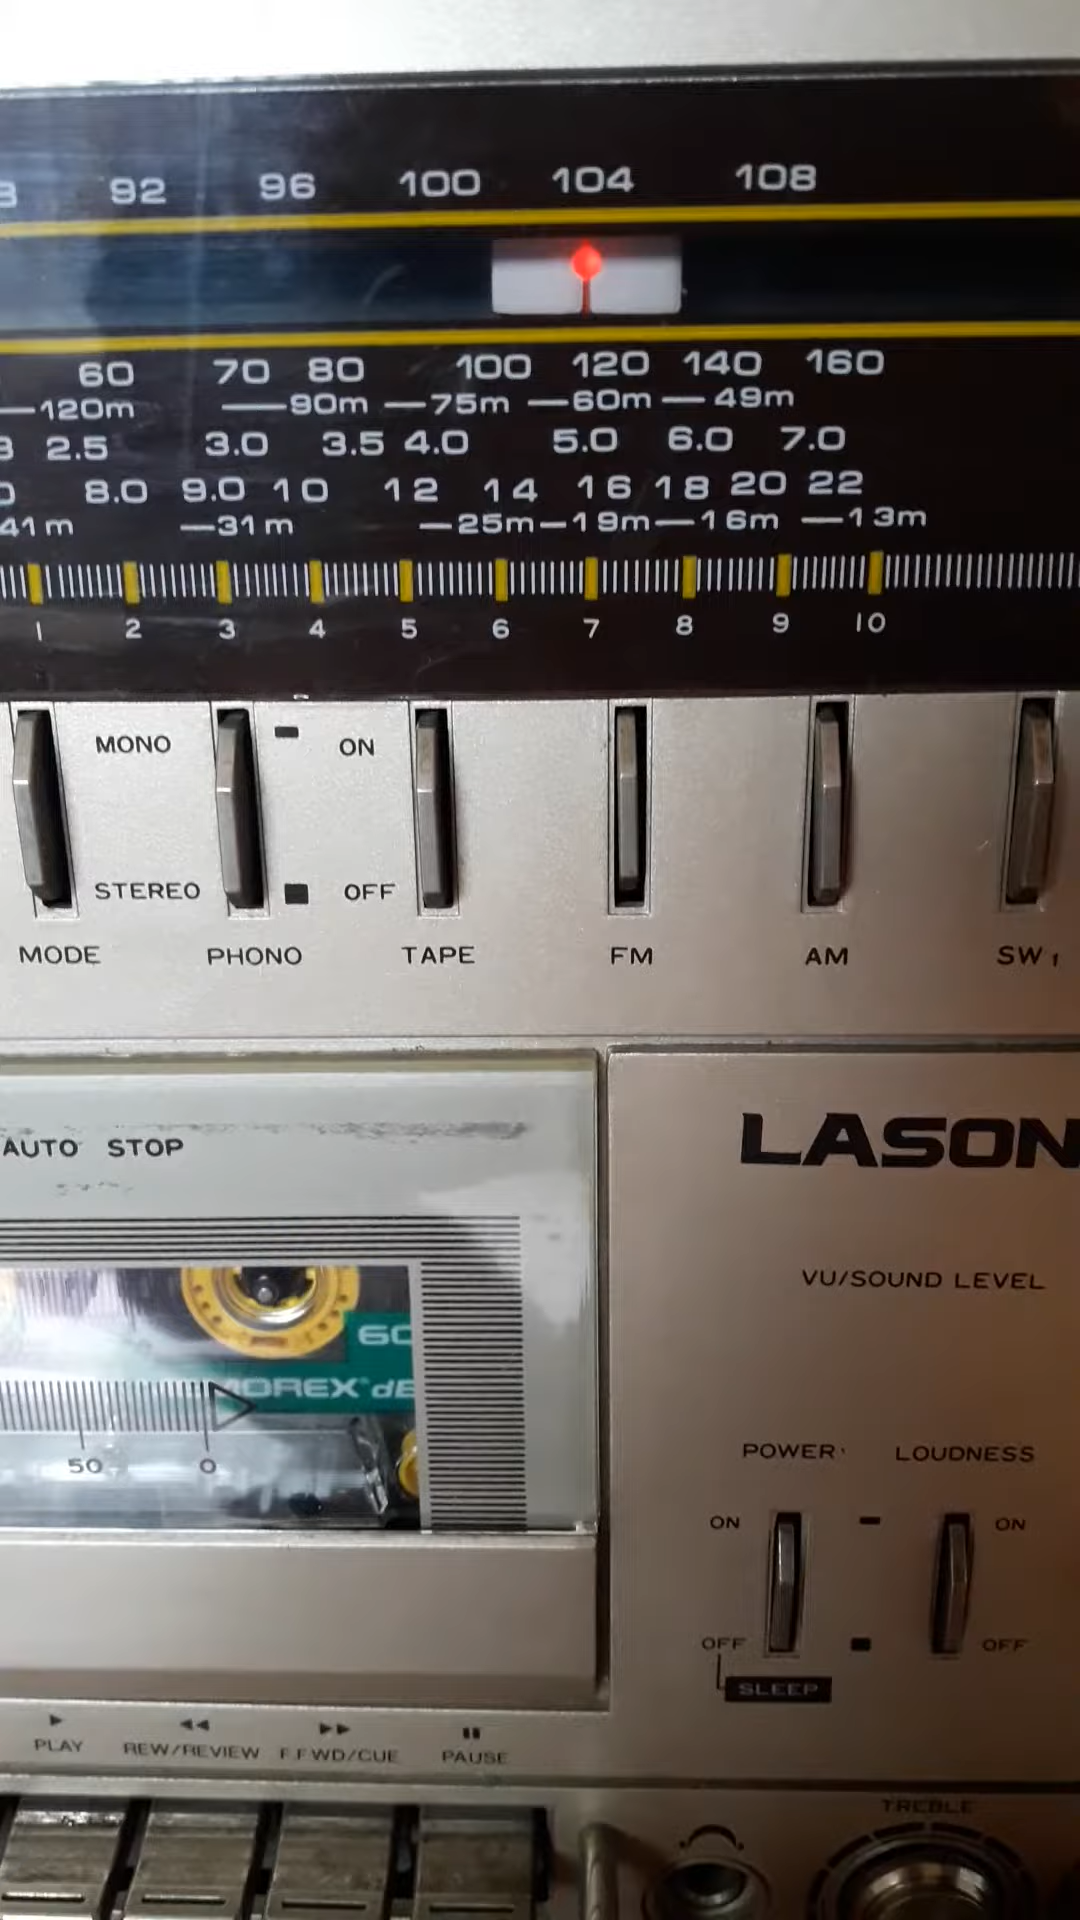 8 92 96 100 104 108
60 70 80 100 120 140 160
120m 90m 75m 60m 49m
2.5 3.0 3.5 4.0 5.0 6.0 7.0
8.0 9.0 10 12 14 16 18 20 22
41m 31m 25m 19m 16m 13m
1 2 3 4 5 6 7 8 9 10
MONO ON
STEREO OFF
MODE PHONO TAPE FM AM SW 1
AUTO STOP
LASON
VU/SOUND LEVEL
60
MOREX dB
50 0
POWER LOUDNESS
ON ON
OFF OFF
SLEEP
PLAY REW/REVIEW F.FWD/CUE PAUSE
TREBLE